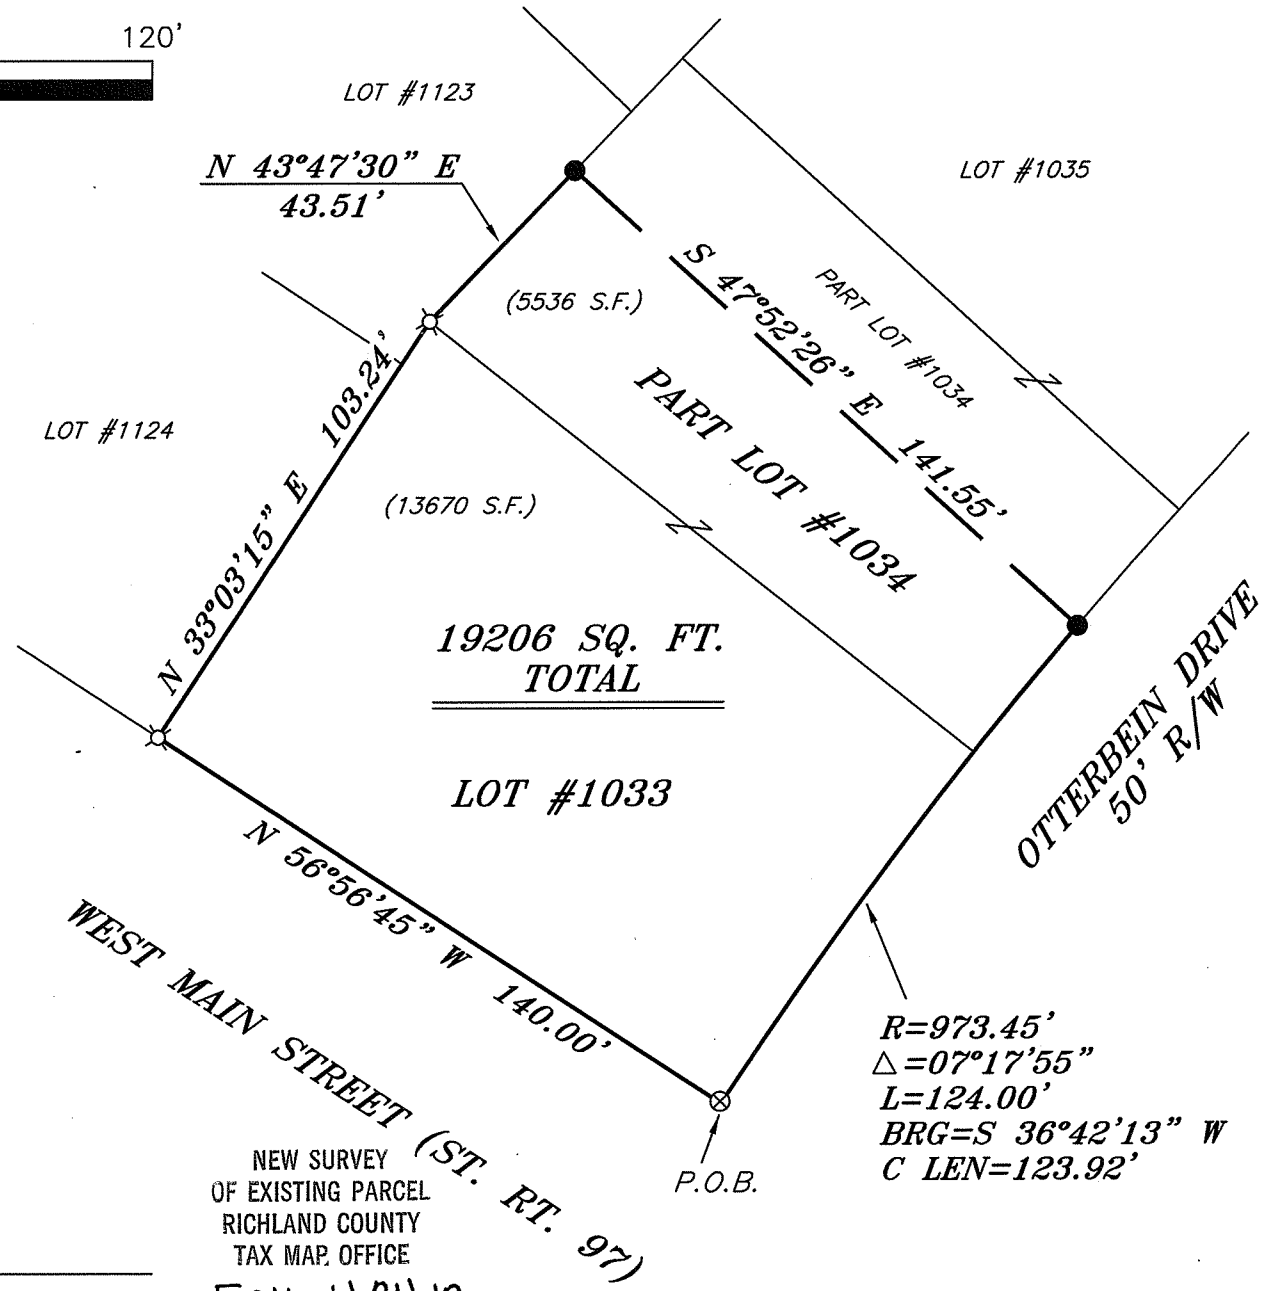 120'
LOT #1123
N 43°47'30" E
43.51'
LOT #1035
(5536 S.F.)
S 47°52'26" E 141.55'
PART LOT #1034
PART LOT #1034
LOT #1124
N 33°03'15" E 103.24'
(13670 S.F.)
19206 SQ. FT.
TOTAL
LOT #1033
OTTERBEIN DRIVE
50' R/W
N 56°56'45" W 140.00'
WEST MAIN STREET (ST. RT. 97)
R=973.45'
△=07°17'55"
L=124.00'
BRG=S 36°42'13" W
C LEN=123.92'
P.O.B.
NEW SURVEY
OF EXISTING PARCEL
RICHLAND COUNTY
TAX MAP OFFICE